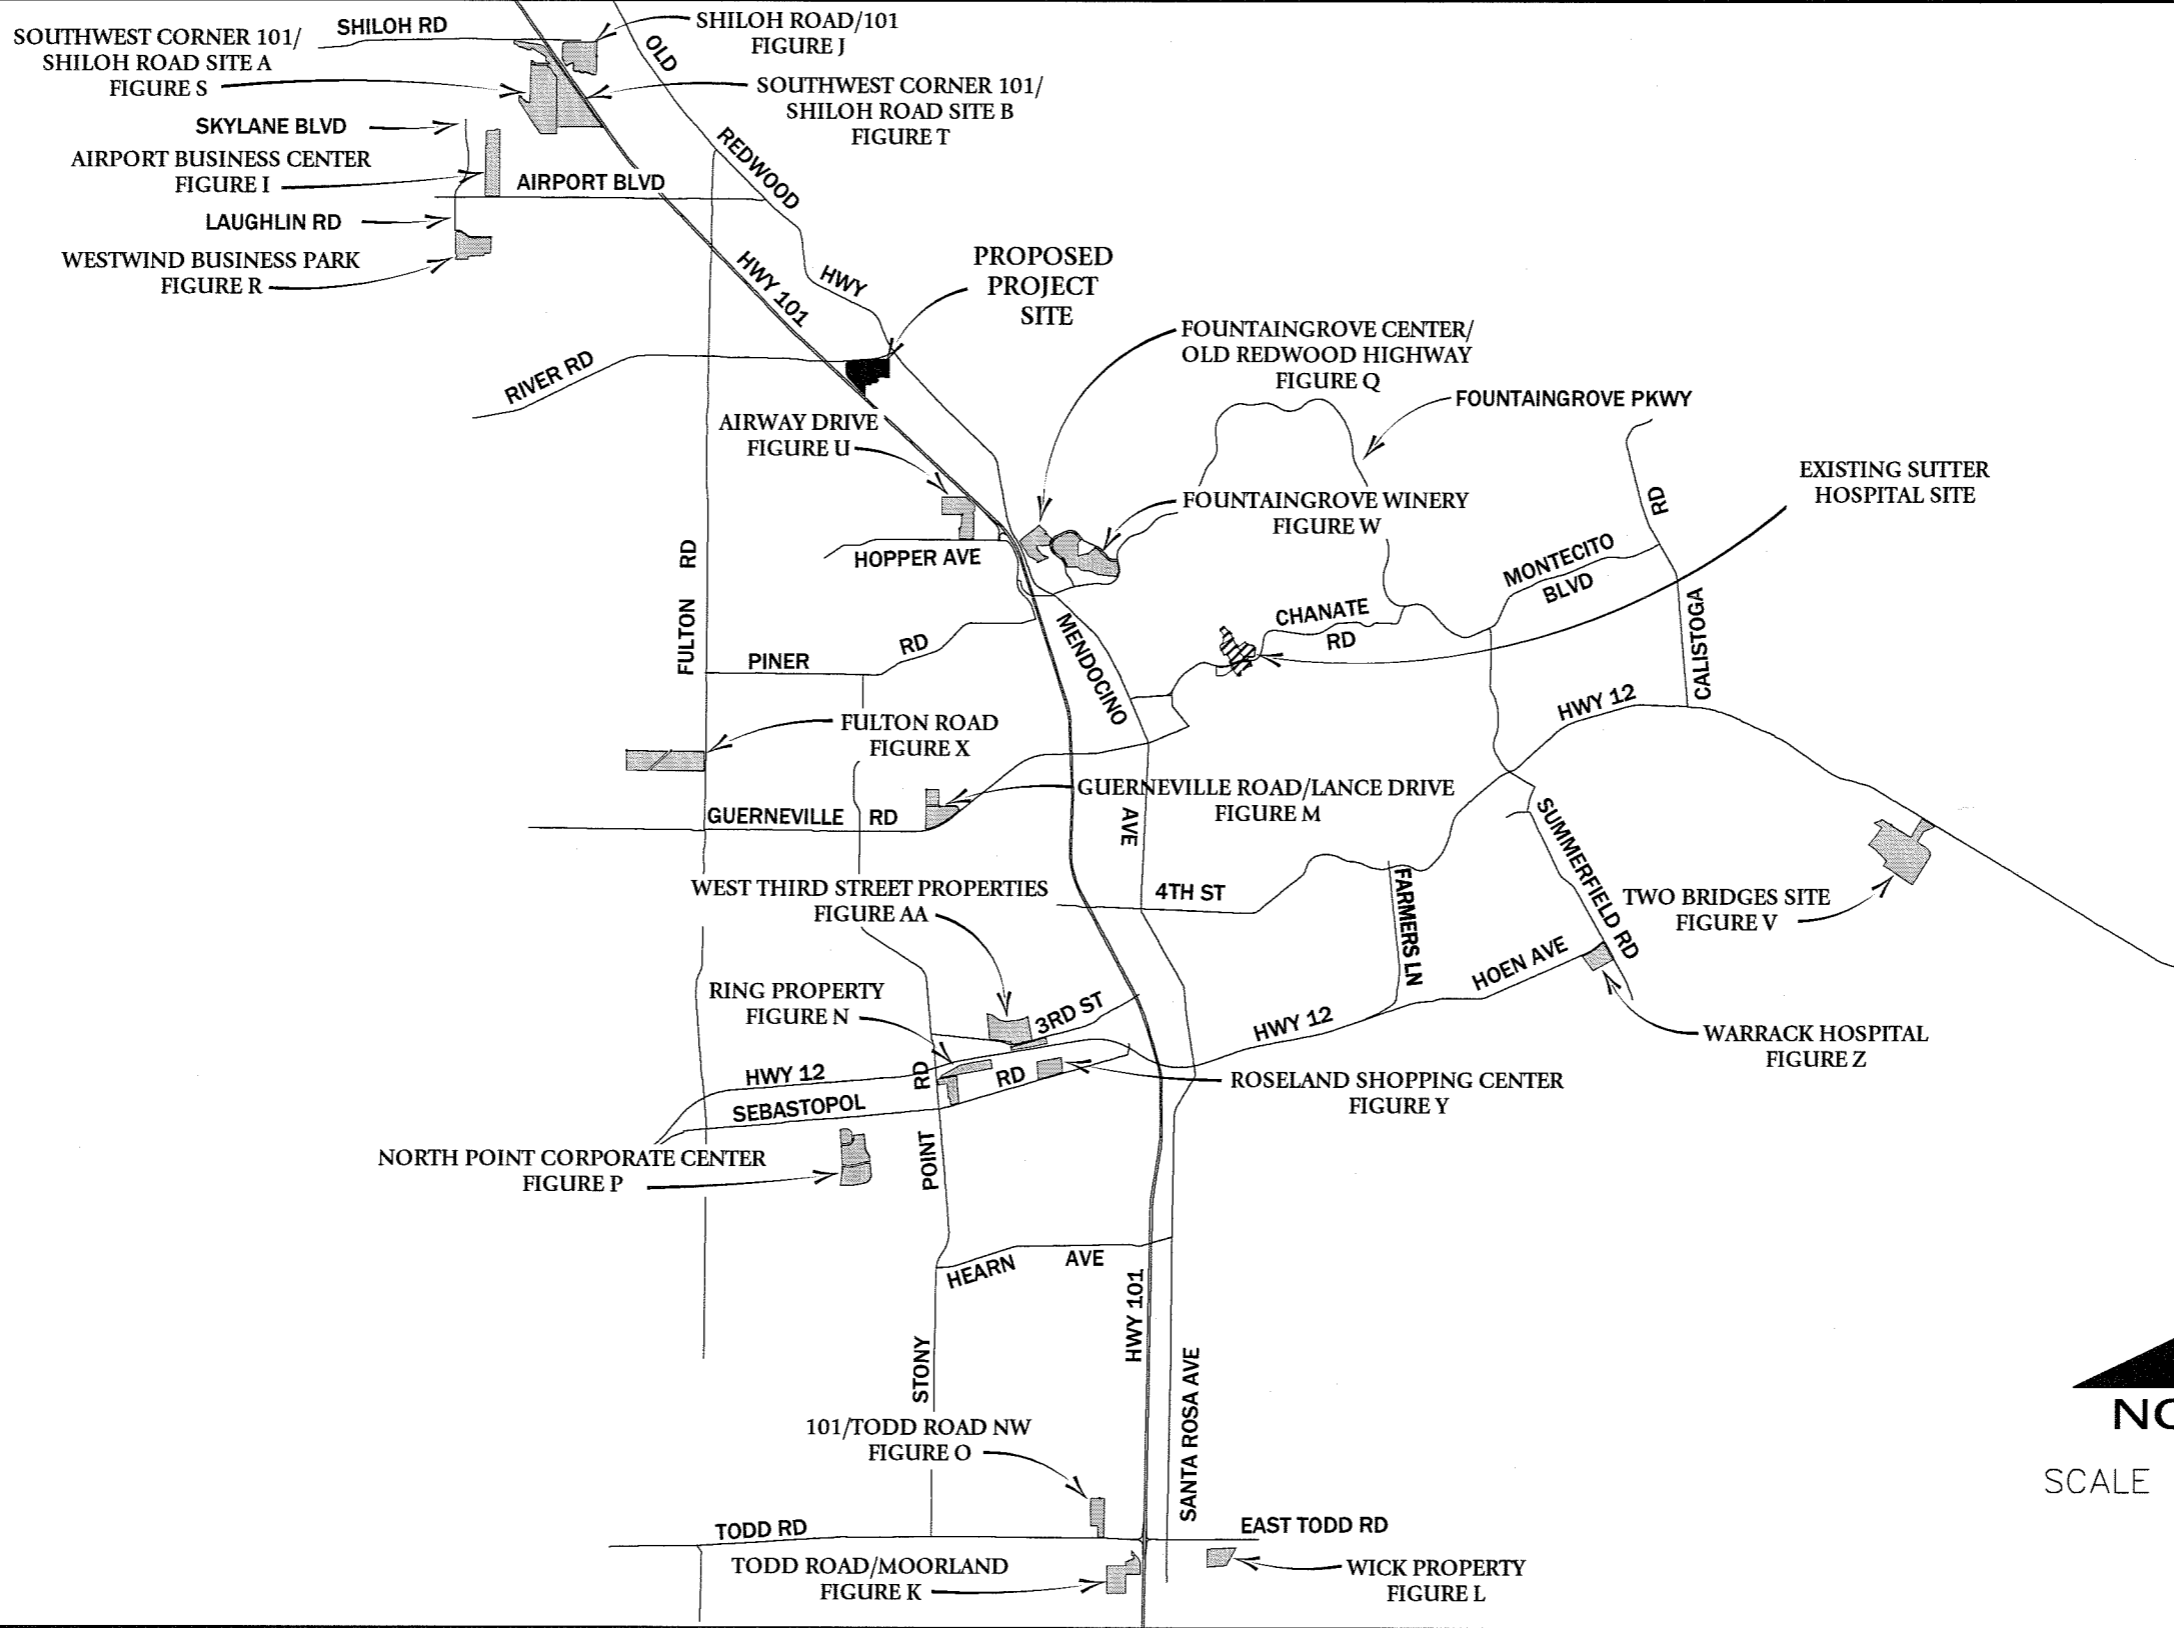 SHILOH RD
SOUTHWEST CORNER 101/
SHILOH ROAD SITE A
FIGURE S
SHILOH ROAD/101
FIGURE J
OLD
REDWOOD
HWY
SOUTHWEST CORNER 101/
SHILOH ROAD SITE B
FIGURE T
SKYLANE BLVD
AIRPORT BUSINESS CENTER
FIGURE I
AIRPORT BLVD
LAUGHLIN RD
WESTWIND BUSINESS PARK
FIGURE R
HWY 101
PROPOSED
PROJECT
SITE
RIVER RD
FOUNTAINGROVE CENTER/
OLD REDWOOD HIGHWAY
FIGURE Q
FOUNTAINGROVE PKWY
AIRWAY DRIVE
FIGURE U
EXISTING SUTTER
HOSPITAL SITE
FOUNTAINGROVE WINERY
FIGURE W
HOPPER AVE
FULTON RD
MONTECITO
BLVD
CALISTOGA RD
CHANATE
RD
PINER RD
MENDOCINO AVE
HWY 12
FULTON ROAD
FIGURE X
GUERNEVILLE ROAD/LANCE DRIVE
FIGURE M
GUERNEVILLE RD
SUMMERFIELD RD
WEST THIRD STREET PROPERTIES
FIGURE AA
4TH ST
FARMERS LN
TWO BRIDGES SITE
FIGURE V
HOEN AVE
RING PROPERTY
FIGURE N
3RD ST
HWY 12
WARRACK HOSPITAL
FIGURE Z
HWY 12
SEBASTOPOL RD
ROSELAND SHOPPING CENTER
FIGURE Y
NORTH POINT CORPORATE CENTER
FIGURE P
STONY POINT RD
HEARN AVE
HWY 101
SANTA ROSA AVE
NO
SCALE
101/TODD ROAD NW
FIGURE O
TODD RD
EAST TODD RD
TODD ROAD/MOORLAND
FIGURE K
WICK PROPERTY
FIGURE L